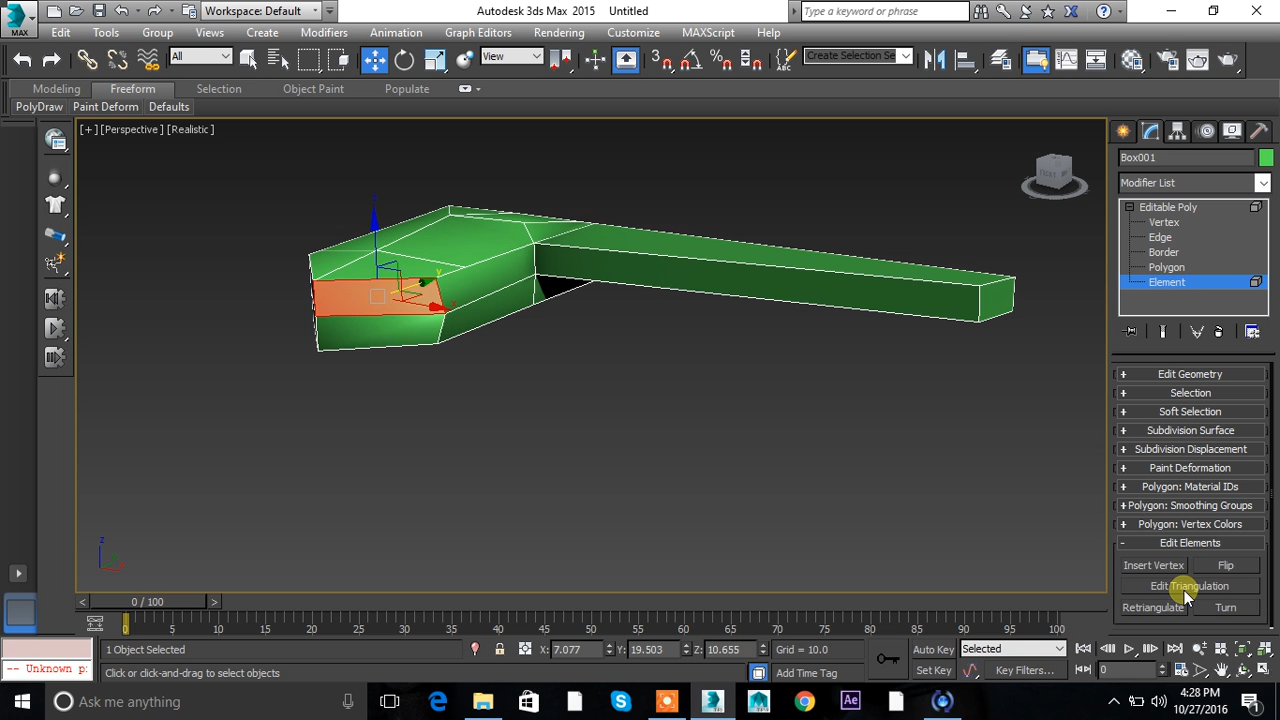 MAX
Workspace: Default
Autodesk 3ds Max 2015 Untitled
Type a keyword or phrase
Edit Tools Group Views Create Modifiers Animation Graph Editors Rendering Customize MAXScript Help
All
View
3
Create Selection Se
Modeling Freeform Selection Object Paint Populate
PolyDraw Paint Deform Defaults
[+][Perspective][Realistic]
Box001
Modifier List
Editable Poly
Vertex
Edge
Border
Polygon
Element
+ Edit Geometry
+ Selection
+ Soft Selection
+ Subdivision Surface
+ Subdivision Displacement
+ Paint Deformation
+ Polygon: Material IDs
+ Polygon: Smoothing Groups
+ Polygon: Vertex Colors
- Edit Elements
Insert Vertex Flip
Edit Triangulation
Retriangulate Turn
z
y
x
z
< 0 / 100 >
0 5 10 15 20 25 30 35 40 45 50 55 60 65 70 75 80 85 90 95 100
1 Object Selected X: 7.077 Y: 19.503 Z: 10.655 Grid = 10.0 Auto Key Selected
-- Unknown p: Click or click-and-drag to select objects Add Time Tag Set Key Key Filters... 0
Ask me anything
Ae
4:28 PM
10/27/2016